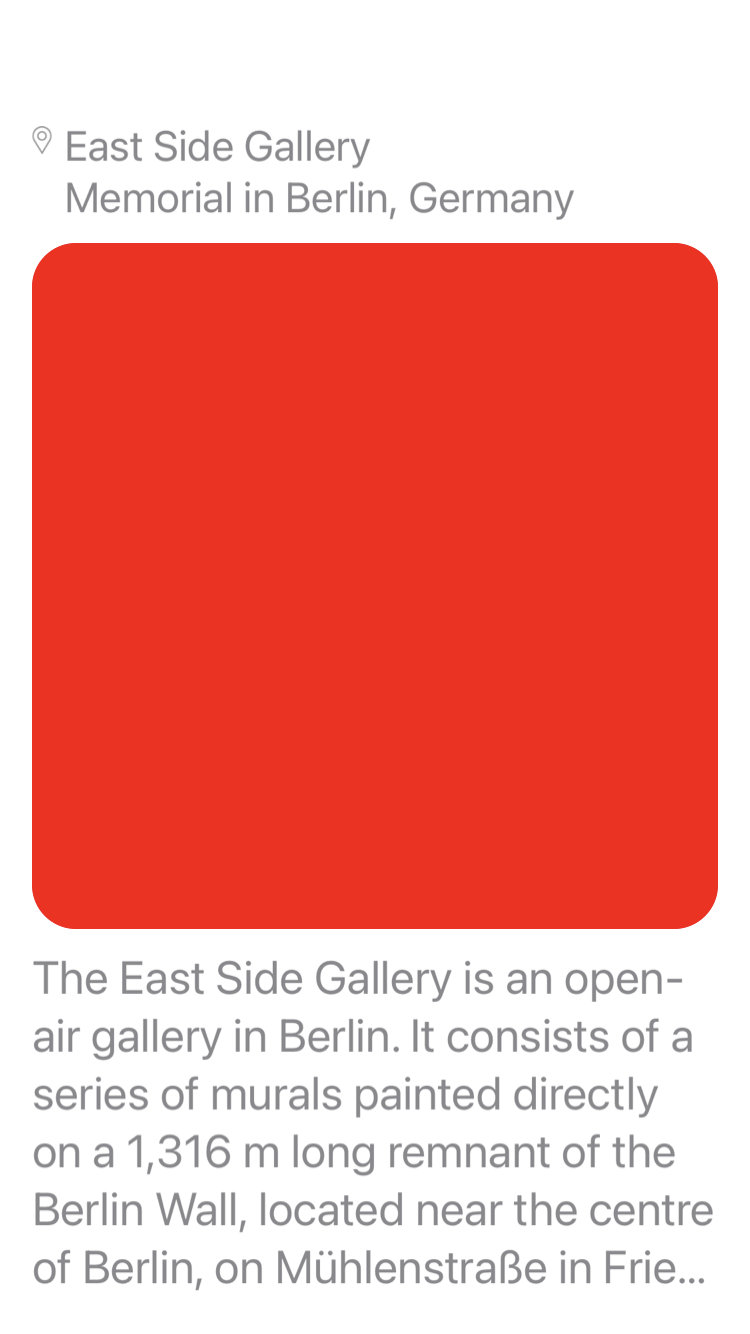 East Side Gallery
Memorial in Berlin, Germany
The East Side Gallery is an open-
air gallery in Berlin. It consists of a
series of murals painted directly
on a 1,316 m long remnant of the
Berlin Wall, located near the centre
of Berlin, on Mühlenstraße in Frie...